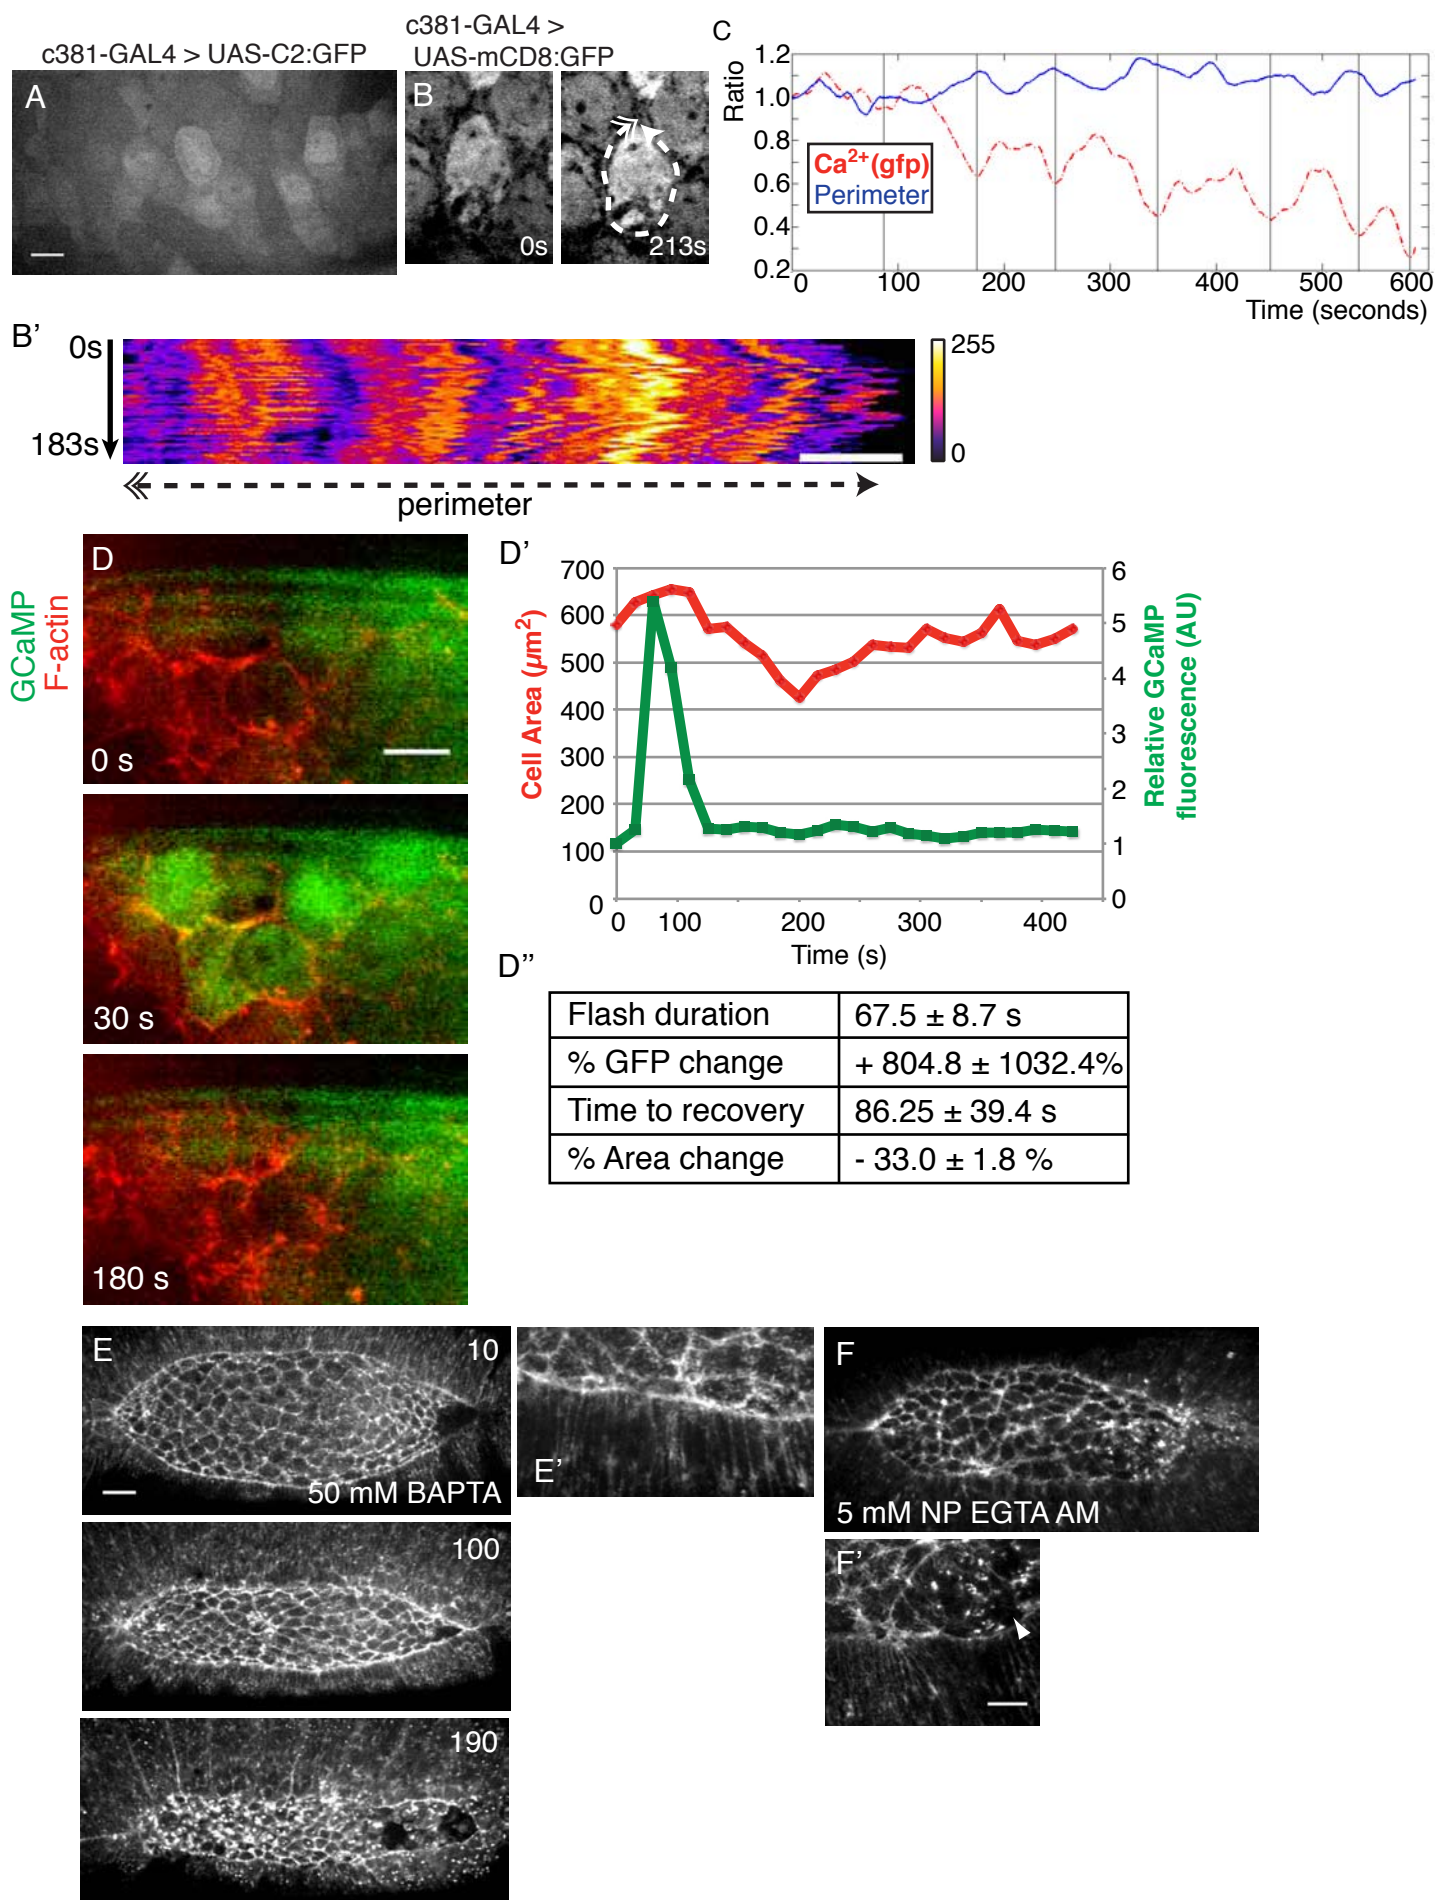 c381-GAL4 > UAS-C2:GFP
A
c381-GAL4 >
UAS-mCD8:GFP
B
0s
213s
C
Ratio
1.2
1.0
0.8
0.6
0.4
0.2
Ca²⁺(gfp)
Perimeter
0
100
200
300
400
500
600
Time (seconds)
B'
0s
183s
255
0
perimeter
GCaMP
F-actin
D
0 s
30 s
180 s
D'
Cell Area (µm²)
700
600
500
400
300
200
100
0
6
5
4
3
2
1
0
Relative GCaMP
fluorescence (AU)
0
100
200
300
400
Time (s)
D"
Flash duration 67.5 ± 8.7 s
% GFP change + 804.8 ± 1032.4%
Time to recovery 86.25 ± 39.4 s
% Area change - 33.0 ± 1.8 %
E
10
50 mM BAPTA
100
190
E'
F
5 mM NP EGTA AM
F'